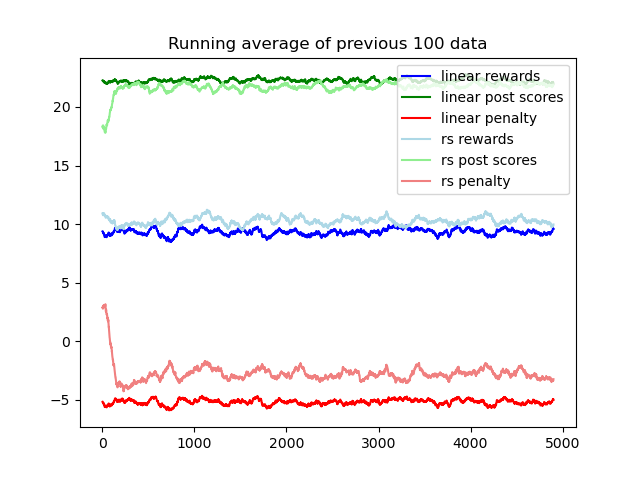 Running average of previous 100 data
linear rewards
linear post scores
linear penalty
rs rewards
rs post scores
rs penalty
20
15
10
5
0
−5
0
1000
2000
3000
4000
5000